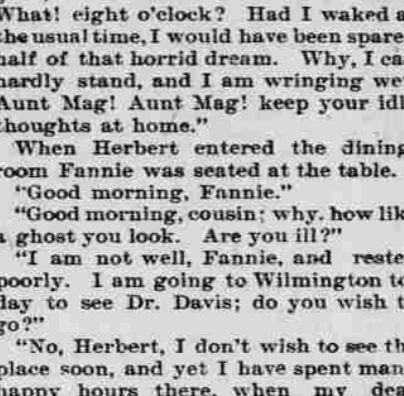 What! eight o'clock? Had I waked a
the usual time, I would have been spare
half of that horrid dream. Why, I ca
hardly stand, and I am wringing we
Aunt Mag! Aunt Mag! keep your idl
thoughts at home."
When Herbert entered the dining
room Fannie was seated at the table.
"Good morning, Fannie."
"Good morning, cousin; why. how lik
a ghost you look. Are you ill?"
"I am not well, Fannie, and reste
poorly. I am going to Wilmington to
day to see Dr. Davis; do you wish t
go?"
"No, Herbert, I don't wish to see th
place soon, and yet I have spent man
happy hours there, when my dea